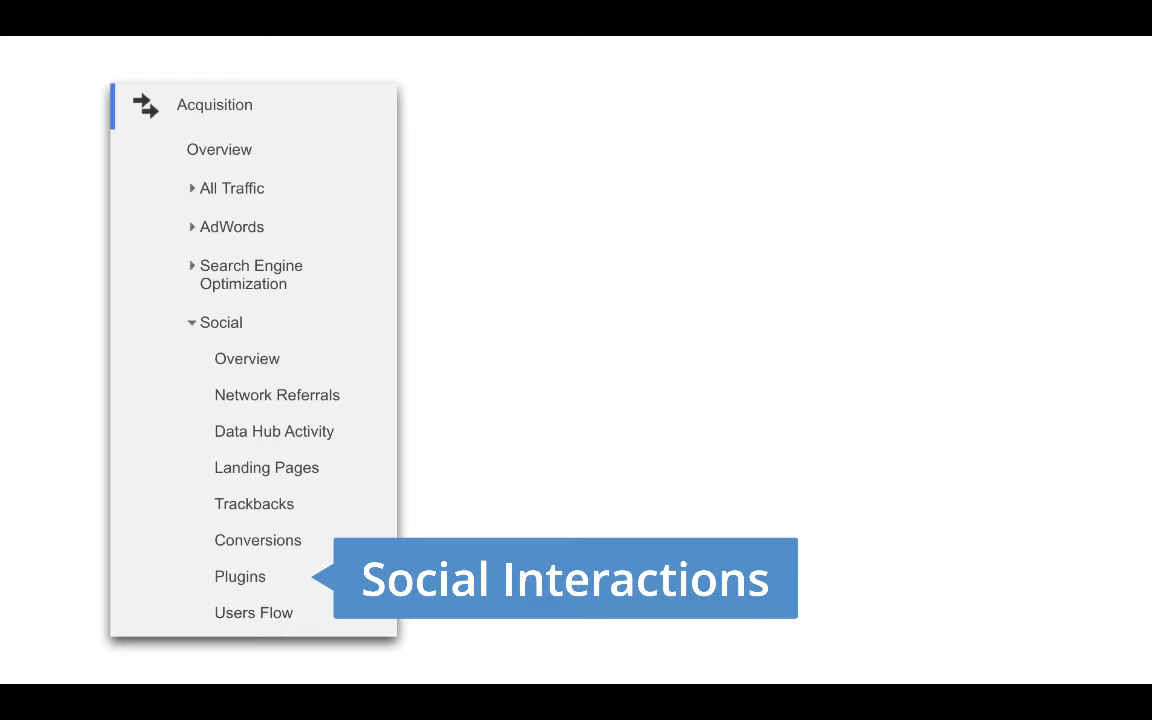 Acquisition
Overview
All Traffic
AdWords
Search Engine
Optimization
Social
Overview
Network Referrals
Data Hub Activity
Landing Pages
Trackbacks
Conversions
Plugins
Social Interactions
Users Flow